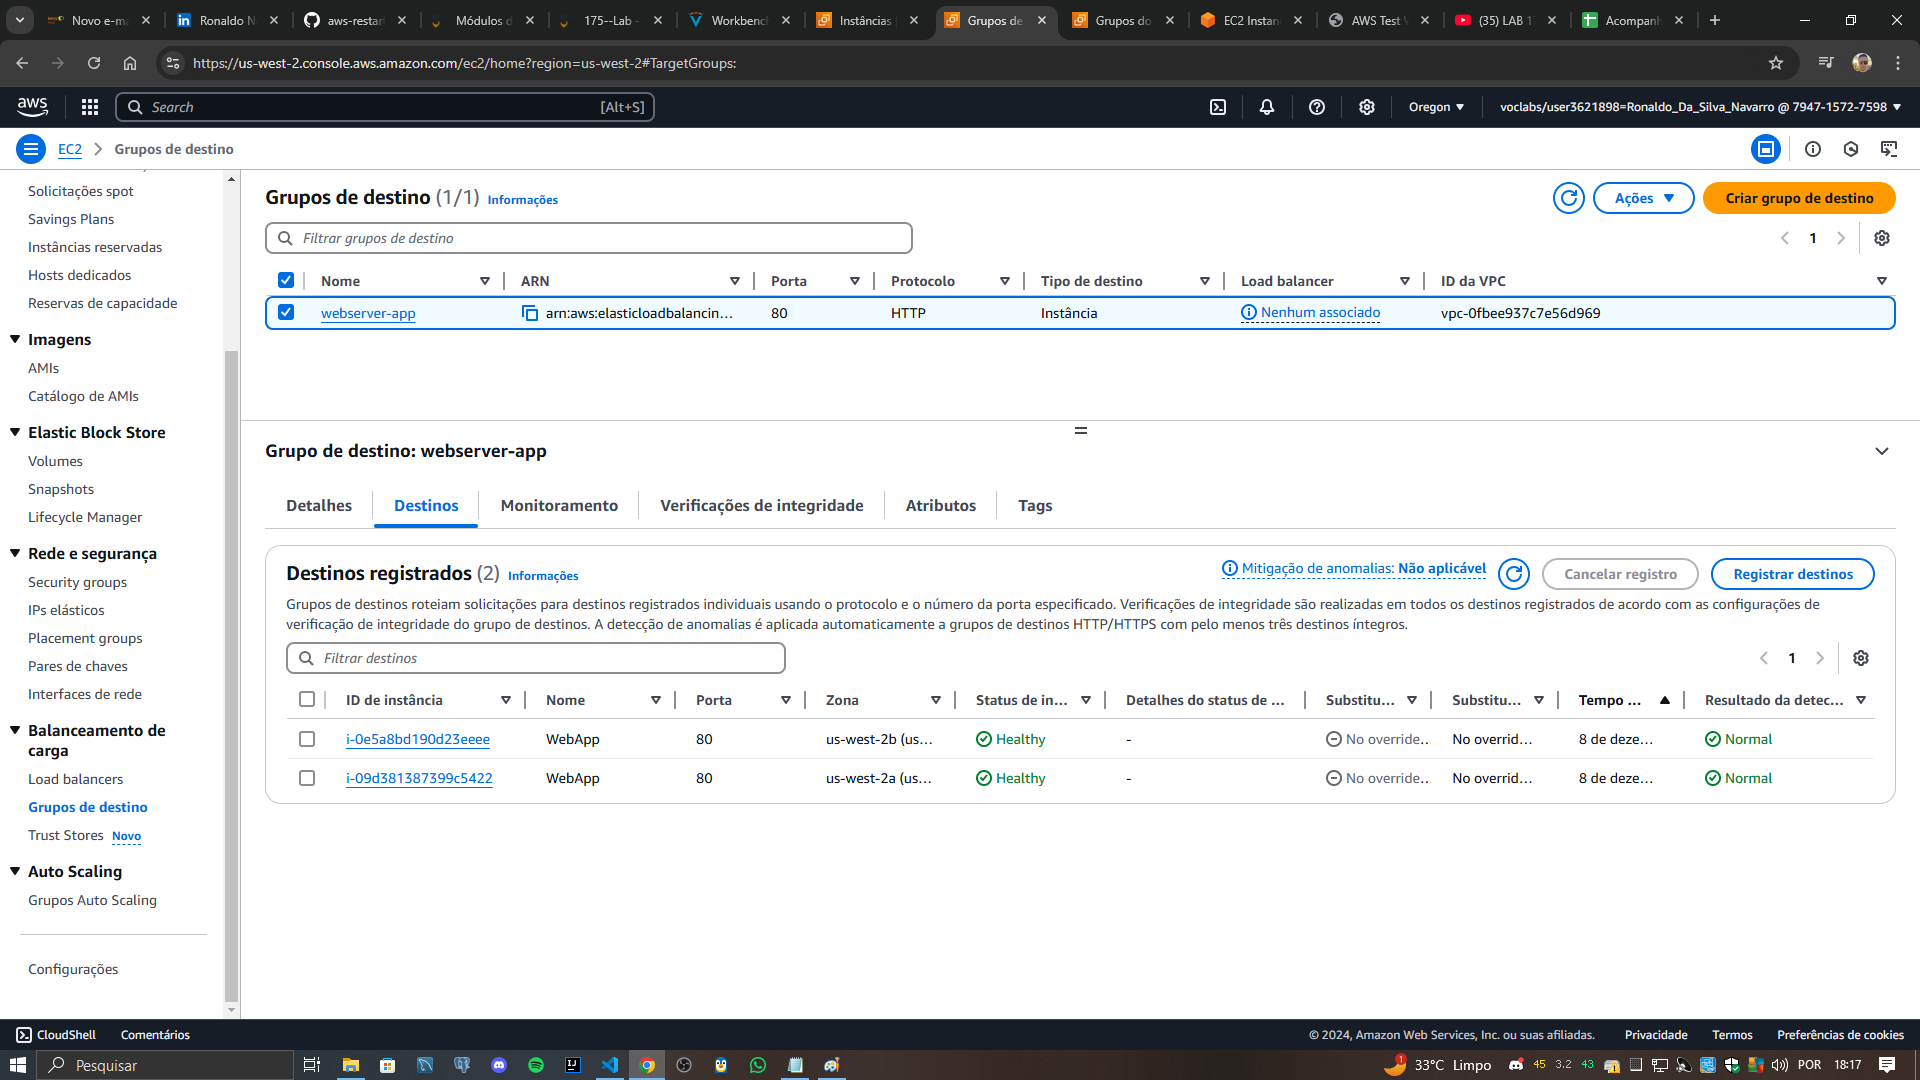 Novo e-ma
Ronaldo N
aws-restar
Módulos d
175--Lab -
Workbench
Instâncias
Grupos de
Grupos do
EC2 Instan
AWS Test
(35) LAB 1
Acompanh
https://us-west-2.console.aws.amazon.com/ec2/home?region=us-west-2#TargetGroups:
aws
Search
[Alt+S]
Oregon
voclabs/user3621898=Ronaldo_Da_Silva_Navarro @ 7947-1572-7598
EC2
Grupos de destino
Solicitações spot
Savings Plans
Instâncias reservadas
Hosts dedicados
Reservas de capacidade
Imagens
AMIs
Catálogo de AMIs
Elastic Block Store
Volumes
Snapshots
Lifecycle Manager
Rede e segurança
Security groups
IPs elásticos
Placement groups
Pares de chaves
Interfaces de rede
Balanceamento de
carga
Load balancers
Grupos de destino
Trust Stores Novo
Auto Scaling
Grupos Auto Scaling
Configurações
Grupos de destino (1/1) Informações
Ações
Criar grupo de destino
Filtrar grupos de destino
1
Nome ARN Porta Protocolo Tipo de destino Load balancer ID da VPC
webserver-app arn:aws:elasticloadbalancin... 80 HTTP Instância Nenhum associado vpc-0fbee937c7e56d969
Grupo de destino: webserver-app
Detalhes Destinos Monitoramento Verificações de integridade Atributos Tags
Destinos registrados (2) Informações
Mitigação de anomalias: Não aplicável
Cancelar registro
Registrar destinos
Grupos de destinos roteiam solicitações para destinos registrados individuais usando o protocolo e o número da porta especificado. Verificações de integridade são realizadas em todos os destinos registrados de acordo com as configurações de
verificação de integridade do grupo de destinos. A detecção de anomalias é aplicada automaticamente a grupos de destinos HTTP/HTTPS com pelo menos três destinos íntegros.
Filtrar destinos
1
ID de instância Nome Porta Zona Status de in... Detalhes do status de ... Substitu... Substitu... Tempo ... Resultado da detec...
i-0e5a8bd190d23eeee WebApp 80 us-west-2b (us... Healthy - No override.. No overrid... 8 de deze... Normal
i-09d381387399c5422 WebApp 80 us-west-2a (us... Healthy - No override.. No overrid... 8 de deze... Normal
CloudShell Comentários
© 2024, Amazon Web Services, Inc. ou suas afiliadas. Privacidade Termos Preferências de cookies
Pesquisar
1
33°C Limpo
45 3.2 43
POR 18:17